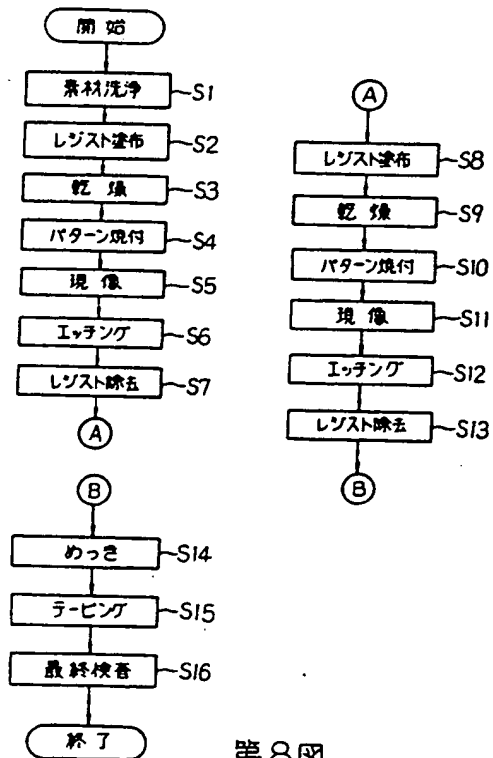 開始
素材洗浄 S1
レジスト塗布 S2
乾燥 S3
パターン焼付 S4
現像 S5
エッチング S6
レジスト除去 S7
A
A
レジスト塗布 S8
乾燥 S9
パターン焼付 S10
現像 S11
エッチング S12
レジスト除去 S13
B
B
めっき S14
テーピング S15
最終検査 S16
終了
第8図